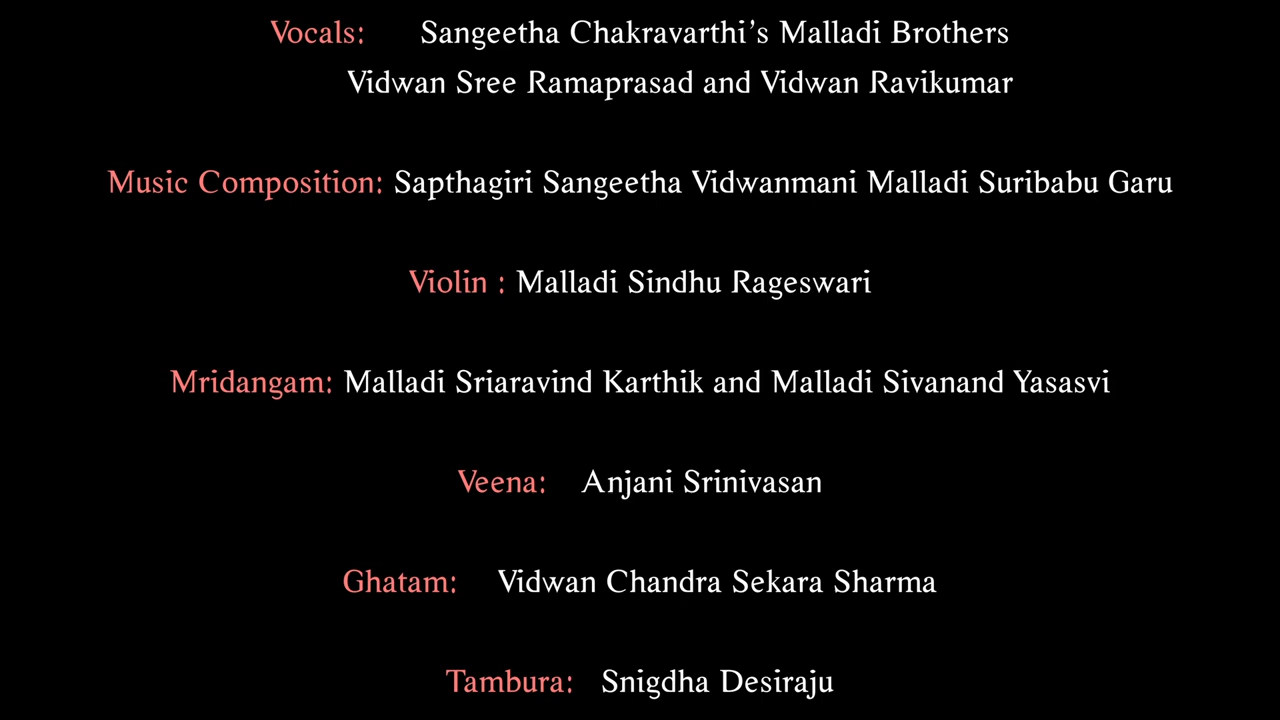 Vocals: Sangeetha Chakravarthi’s Malladi Brothers
Vidwan Sree Ramaprasad and Vidwan Ravikumar
Music Composition: Sapthagiri Sangeetha Vidwanmani Malladi Suribabu Garu
Violin : Malladi Sindhu Rageswari
Mridangam: Malladi Sriaravind Karthik and Malladi Sivanand Yasasvi
Veena: Anjani Srinivasan
Ghatam: Vidwan Chandra Sekara Sharma
Tambura: Snigdha Desiraju